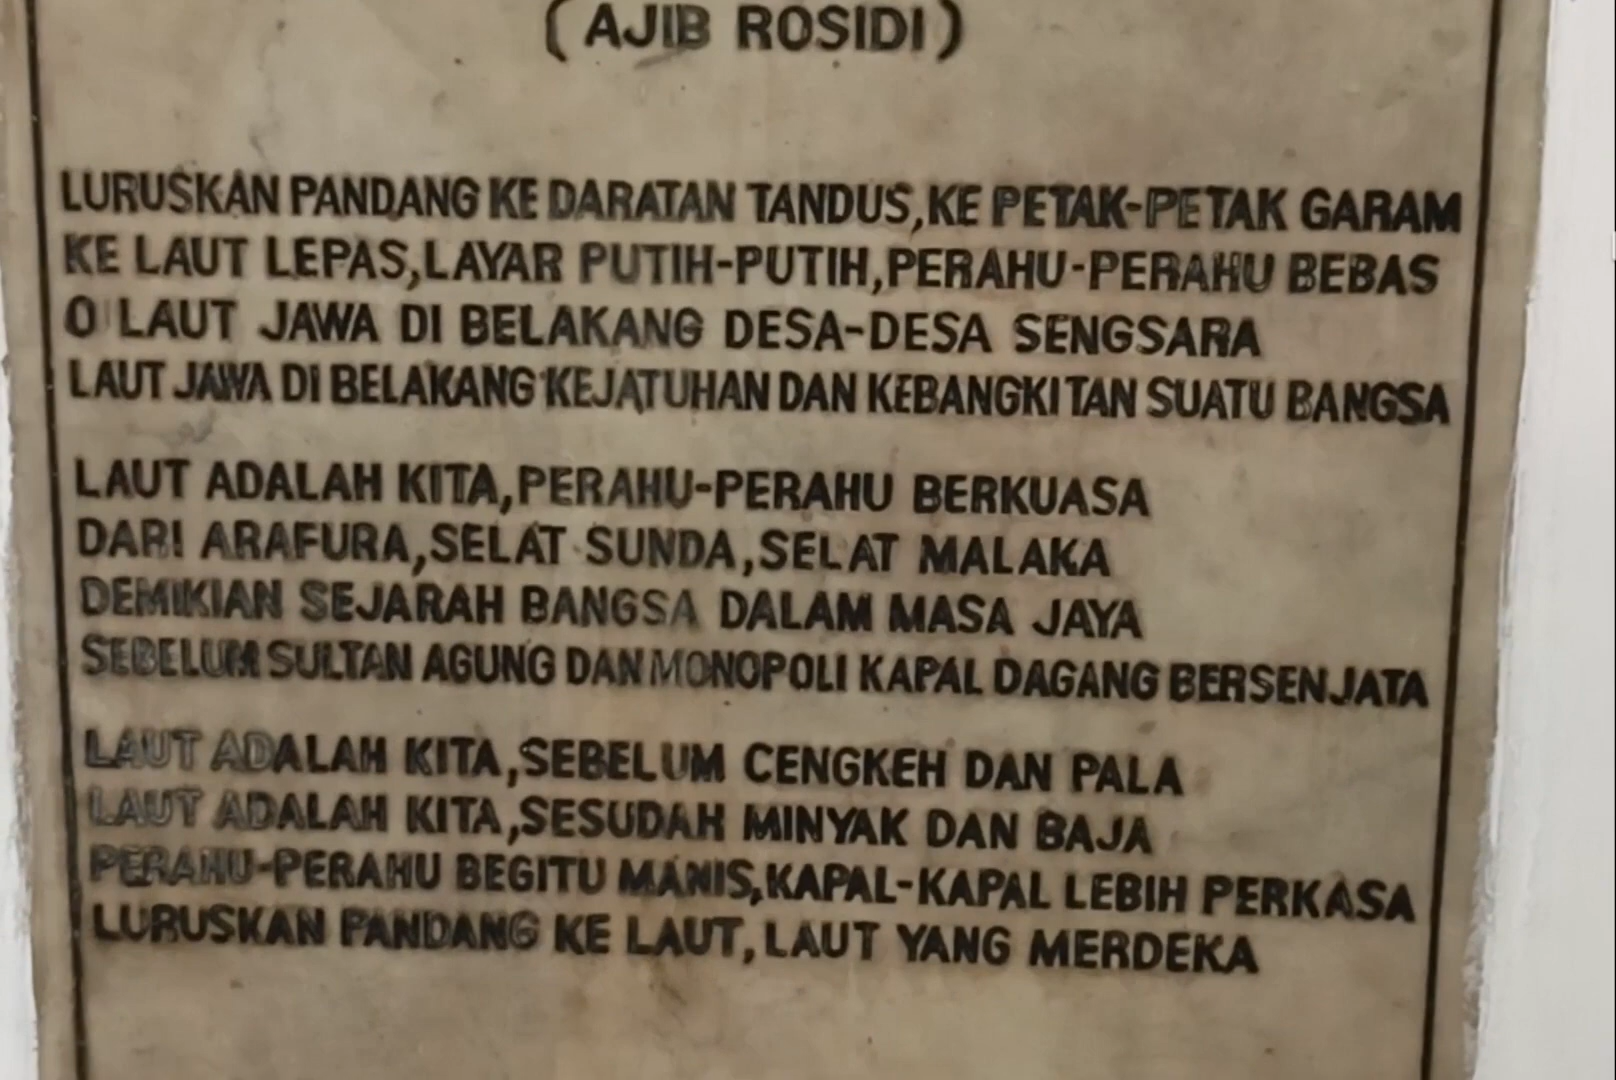 ( AJIB ROSIDI )
LURUSKAN PANDANG KE DARATAN TANDUS, KE PETAK-PETAK GARAM
KE LAUT LEPAS, LAYAR PUTIH-PUTIH, PERAHU-PERAHU BEBAS
O LAUT JAWA DI BELAKANG DESA-DESA SENGSARA
LAUT JAWA DI BELAKANG KEJATUHAN DAN KEBANGKITAN SUATU BANGSA
LAUT ADALAH KITA, PERAHU-PERAHU BERKUASA
DARI ARAFURA, SELAT SUNDA, SELAT MALAKA
DEMIKIAN SEJARAH BANGSA DALAM MASA JAYA
SEBELUM SULTAN AGUNG DAN MONOPOLI KAPAL DAGANG BERSENJATA
LAUT ADALAH KITA, SEBELUM CENGKEH DAN PALA
LAUT ADALAH KITA, SESUDAH MINYAK DAN BAJA
PERAHU-PERAHU BEGITU MANIS, KAPAL-KAPAL LEBIH PERKASA
LURUSKAN PANDANG KE LAUT, LAUT YANG MERDEKA